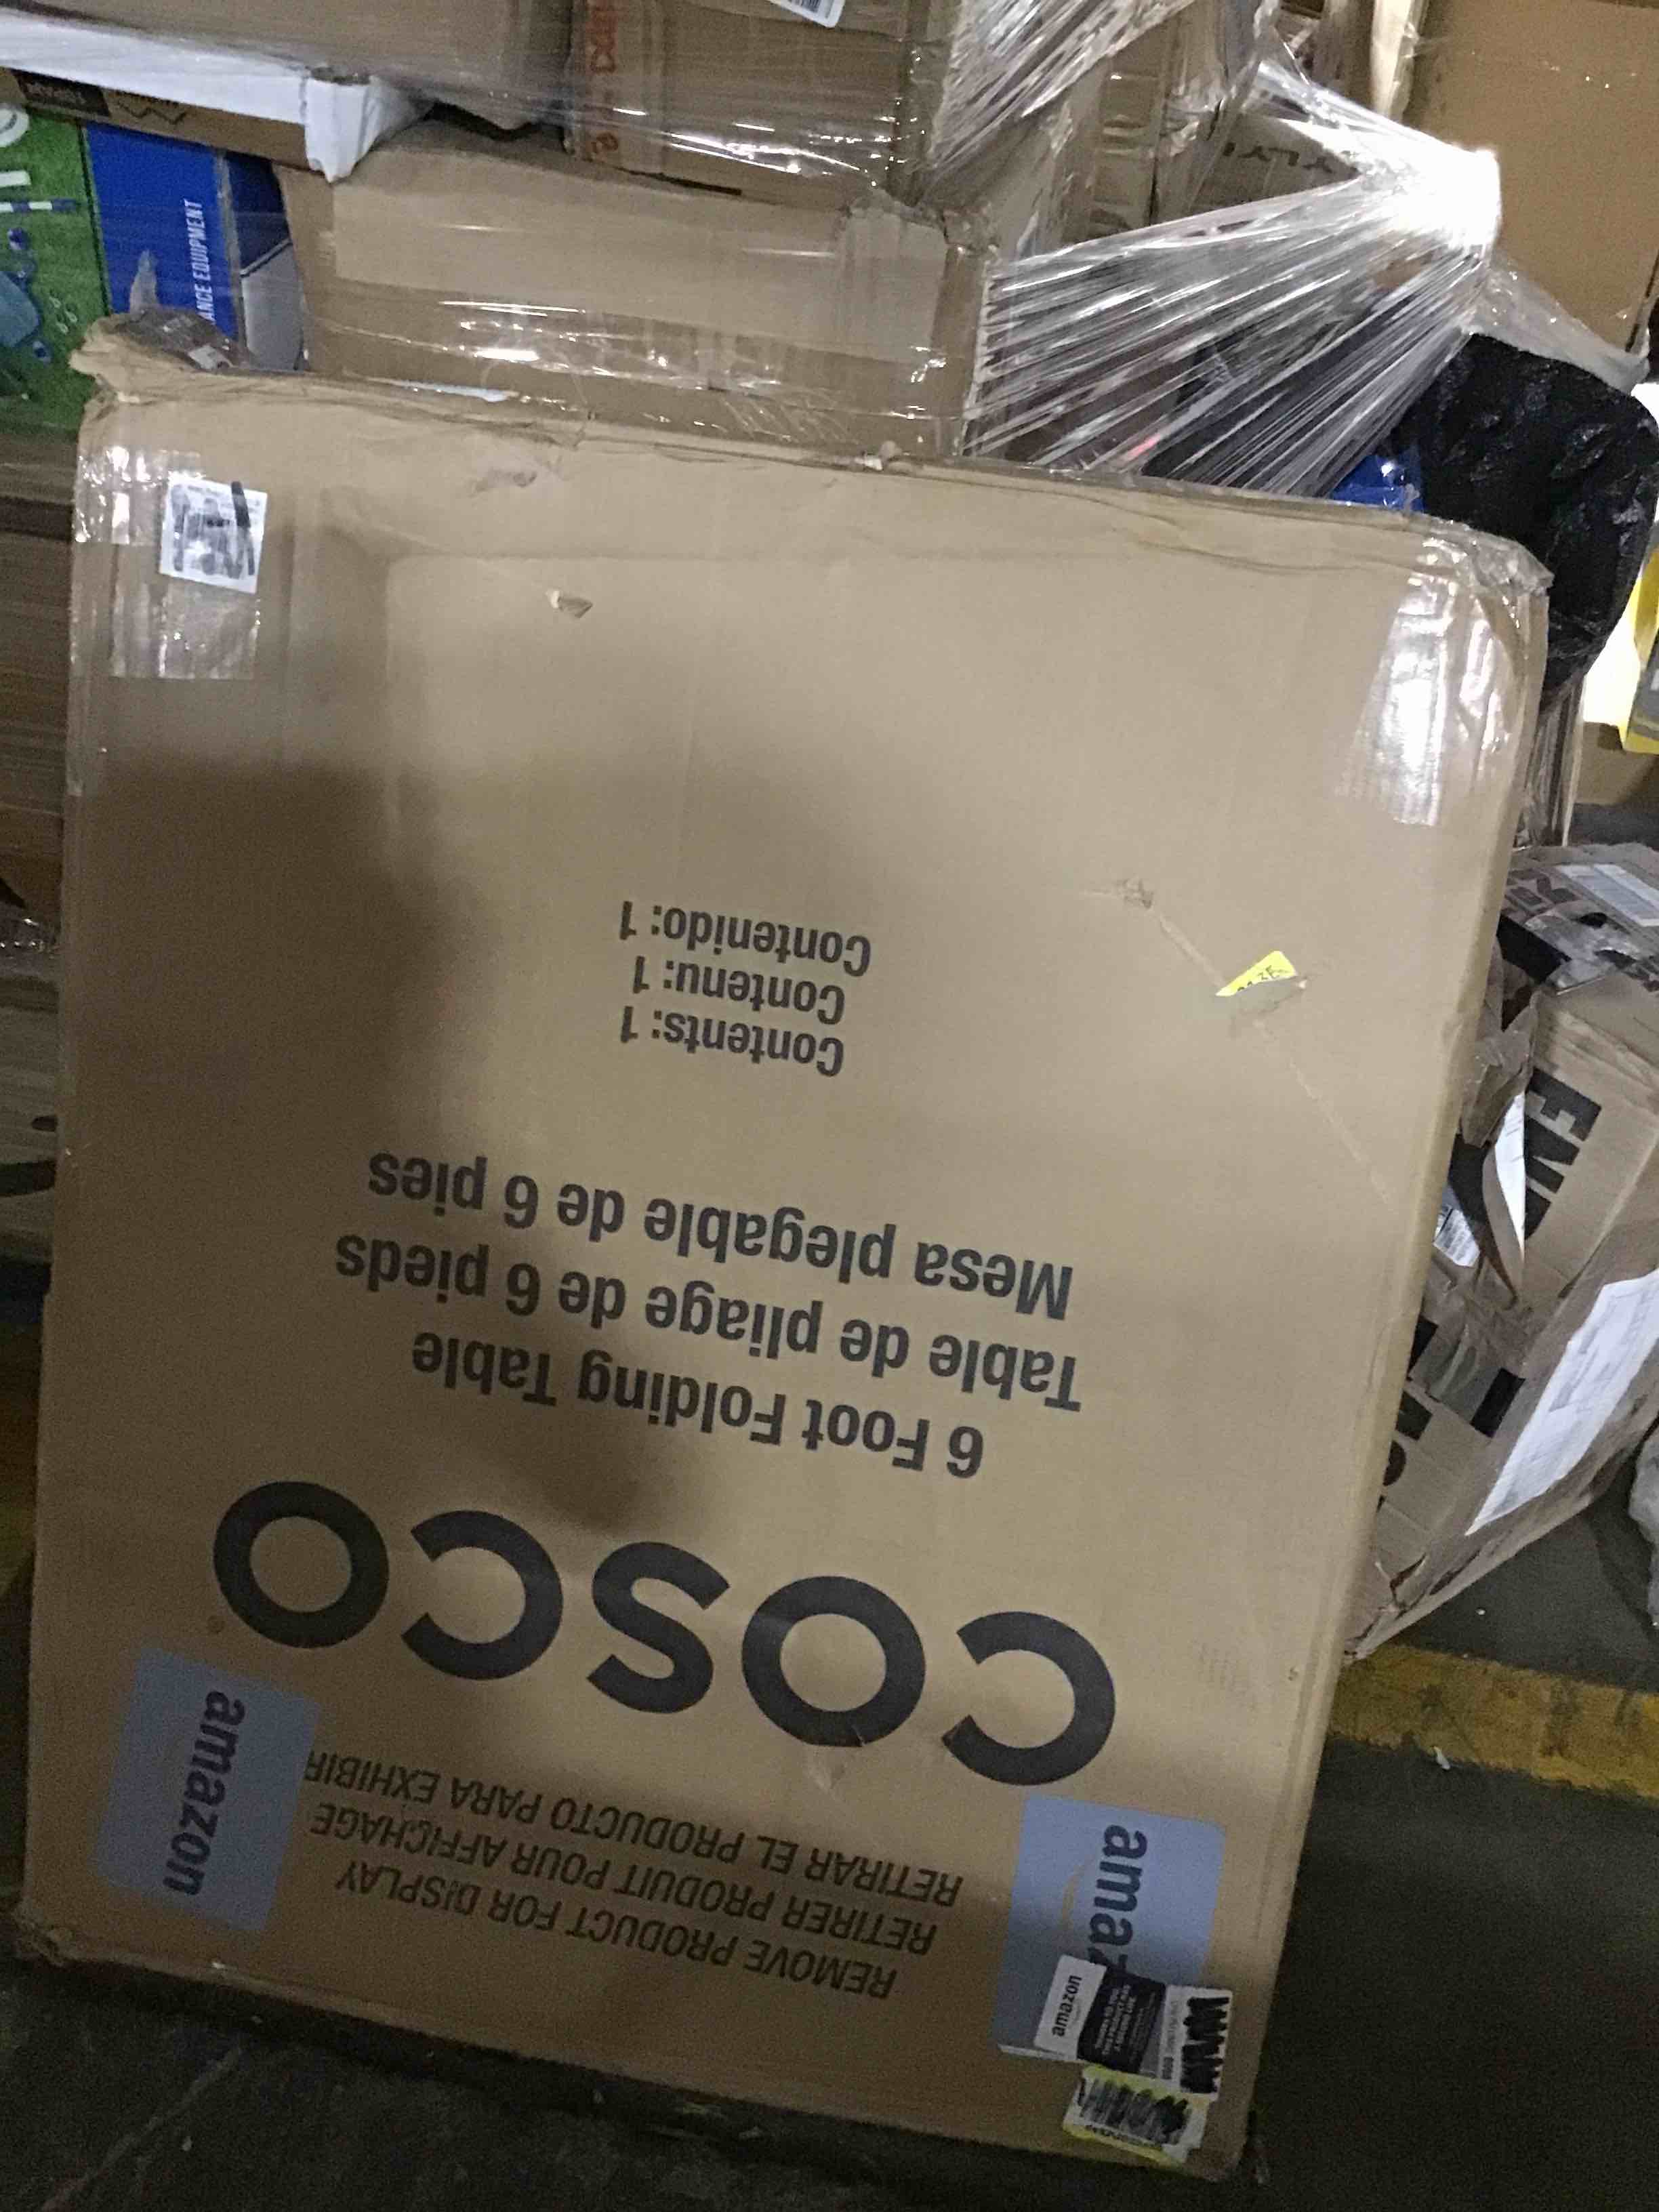 REMOVE PRODUCT FOR DISPLAY
RETIRER PRODUIT POUR AFFICHAGE
RETIRAR EL PRODUCTO PARA EXHIBIR
COSCO
6 Foot Folding Table
Table de pliage de 6 pieds
Mesa plegable de 6 pies
Contents: 1
Contenu: 1
Contenido: 1
amazon
amaz
amazon
ANCE EQUIPMENT